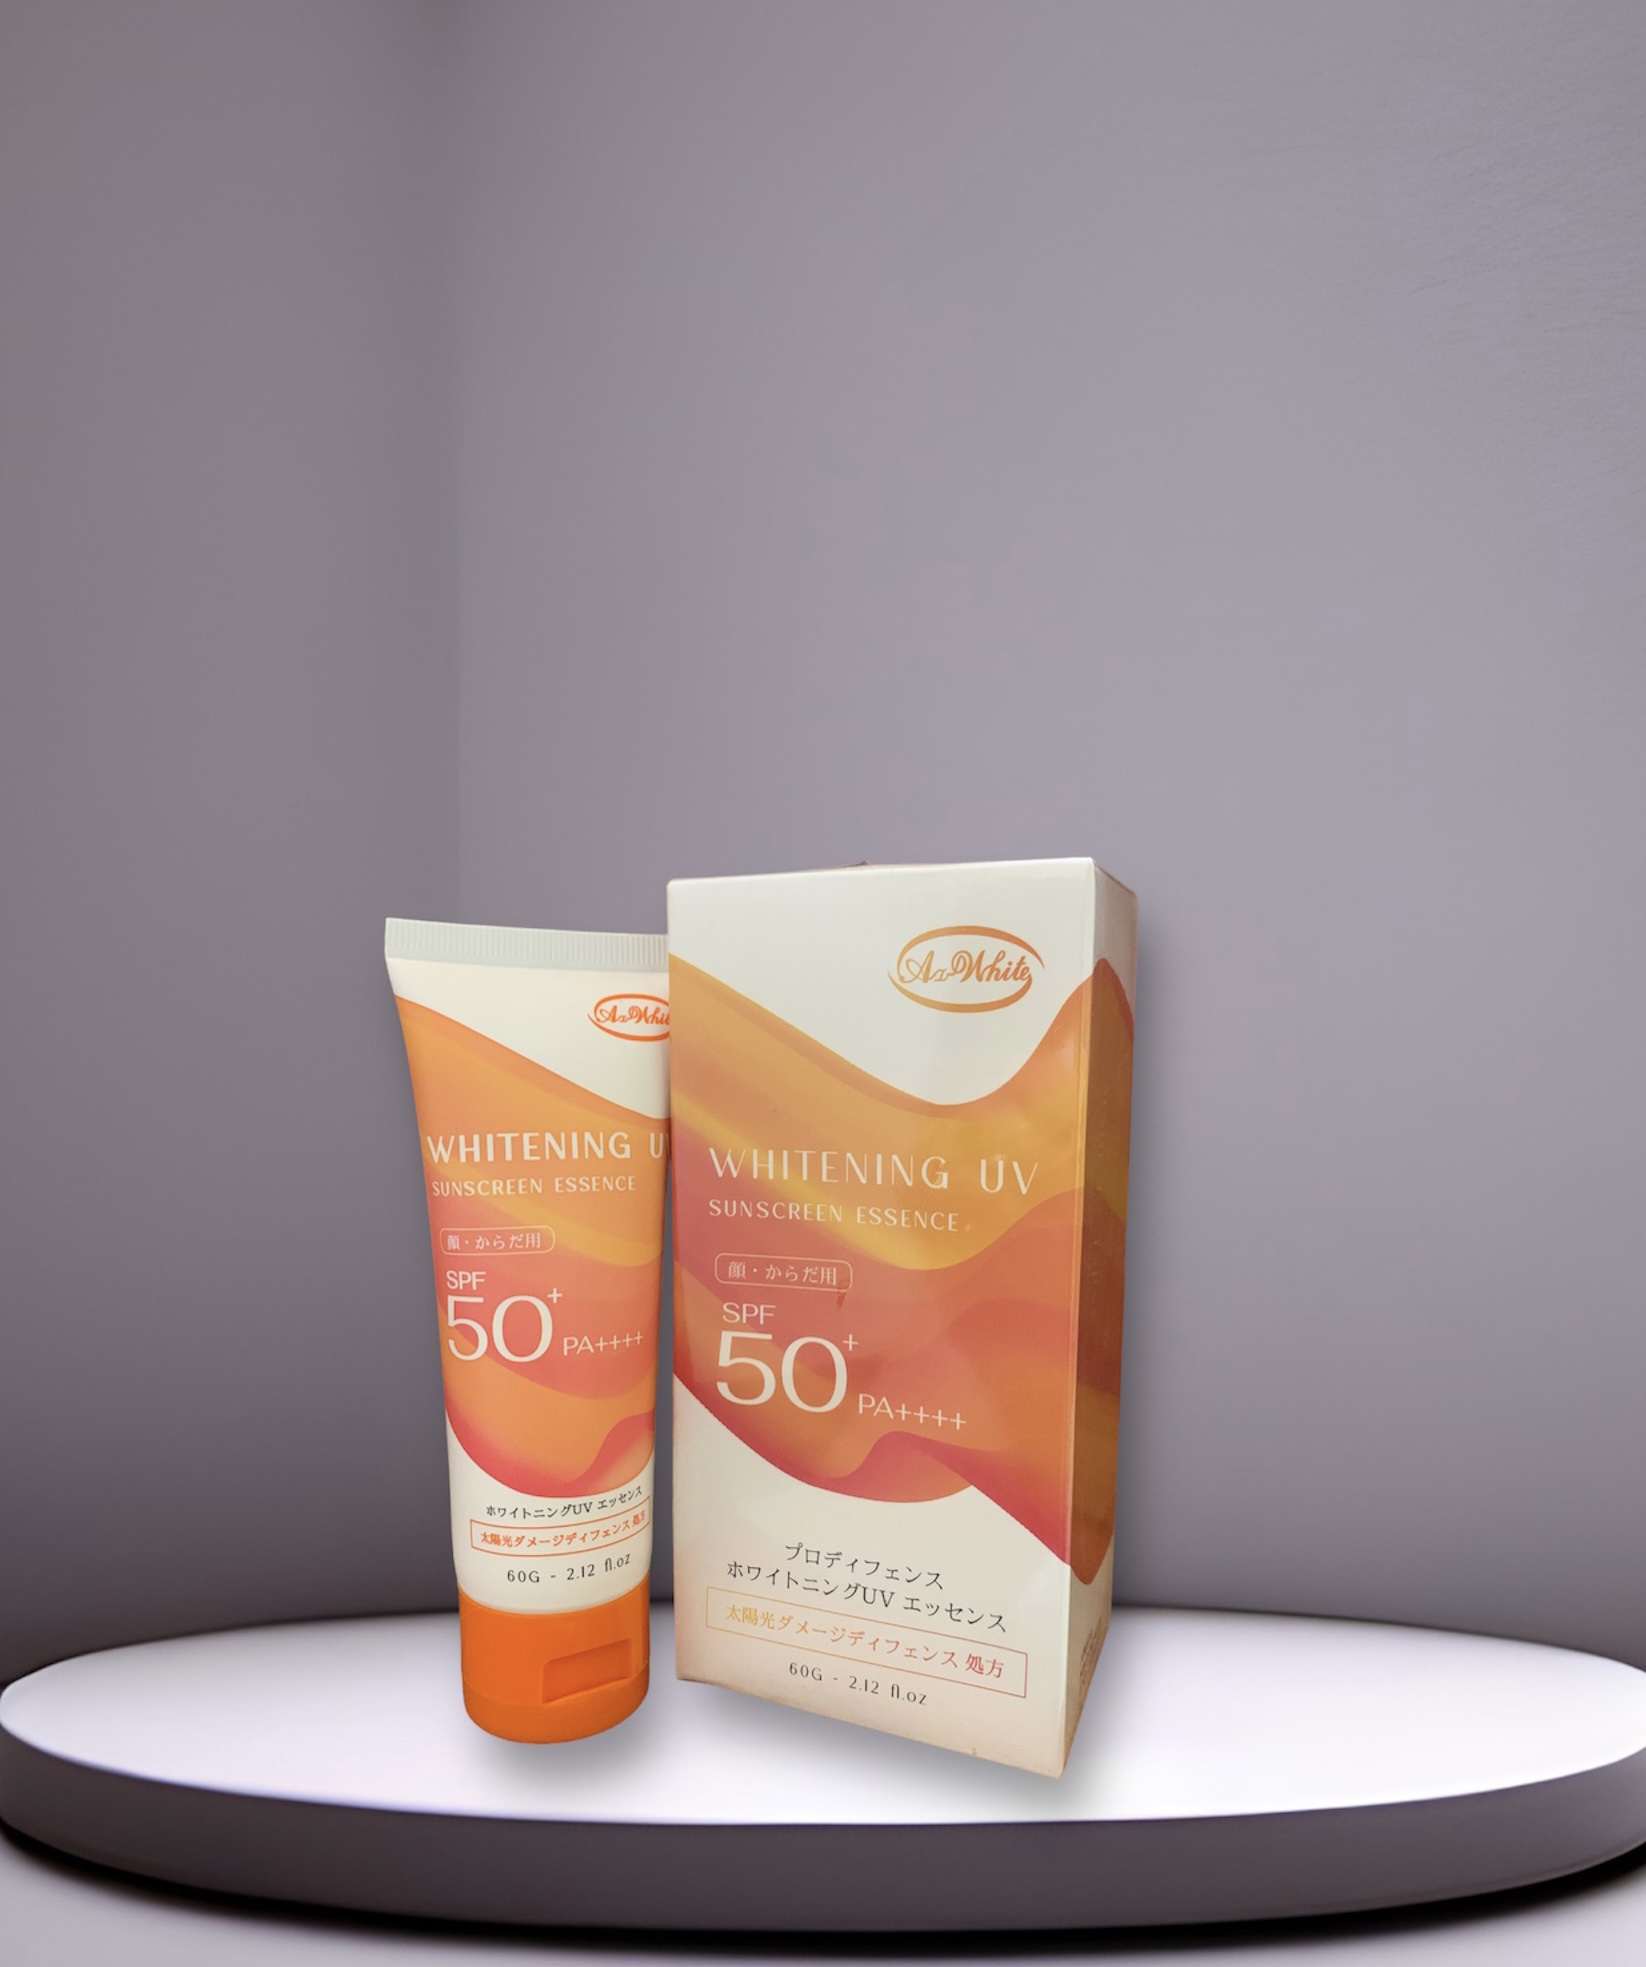 AzWhi
WHITENING U
SUNSCREEN ESSENCE
顔・からだ用
SPF
50+ PA++++
ホワイトニングUV エッセンス
太陽光ダメージディフェンス 処方
60G - 2.12 fl.oz
AzWhite
WHITENING UV
SUNSCREEN ESSENCE
顔・からだ用
SPF
50+ PA++++
プロディフェンス
ホワイトニングUV エッセンス
太陽光ダメージディフェンス 処方
60G - 2.12 fl.oz